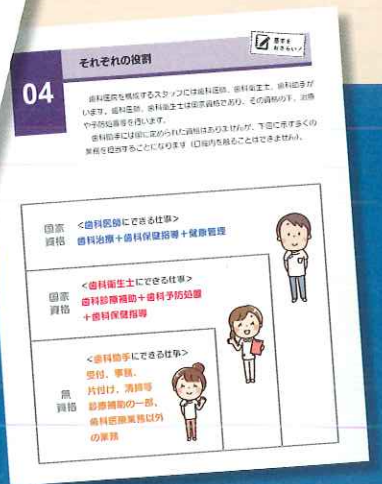 04
それぞれの役割
基本を
おさらい!
歯科医院を構成するスタッフには歯科医師、歯科衛生士、歯科助手が
います。歯科医師、歯科衛生士は国家資格であり、その資格の下、治療
や予防処置等を行います。
歯科助手には国に定められた資格はありませんが、下図に示す多くの
業務を担当することになります(口腔内を触ることはできません)。
国家
資格
<歯科医師にできる仕事>
歯科治療+歯科保健指導+健康管理
国家
資格
<歯科衛生士にできる仕事>
歯科診療補助+歯科予防処置
+歯科保健指導
無
資格
<歯科助手にできる仕事>
受付、事務、
片付け、清掃等
診療補助の一部、
歯科医療業務以外
の業務